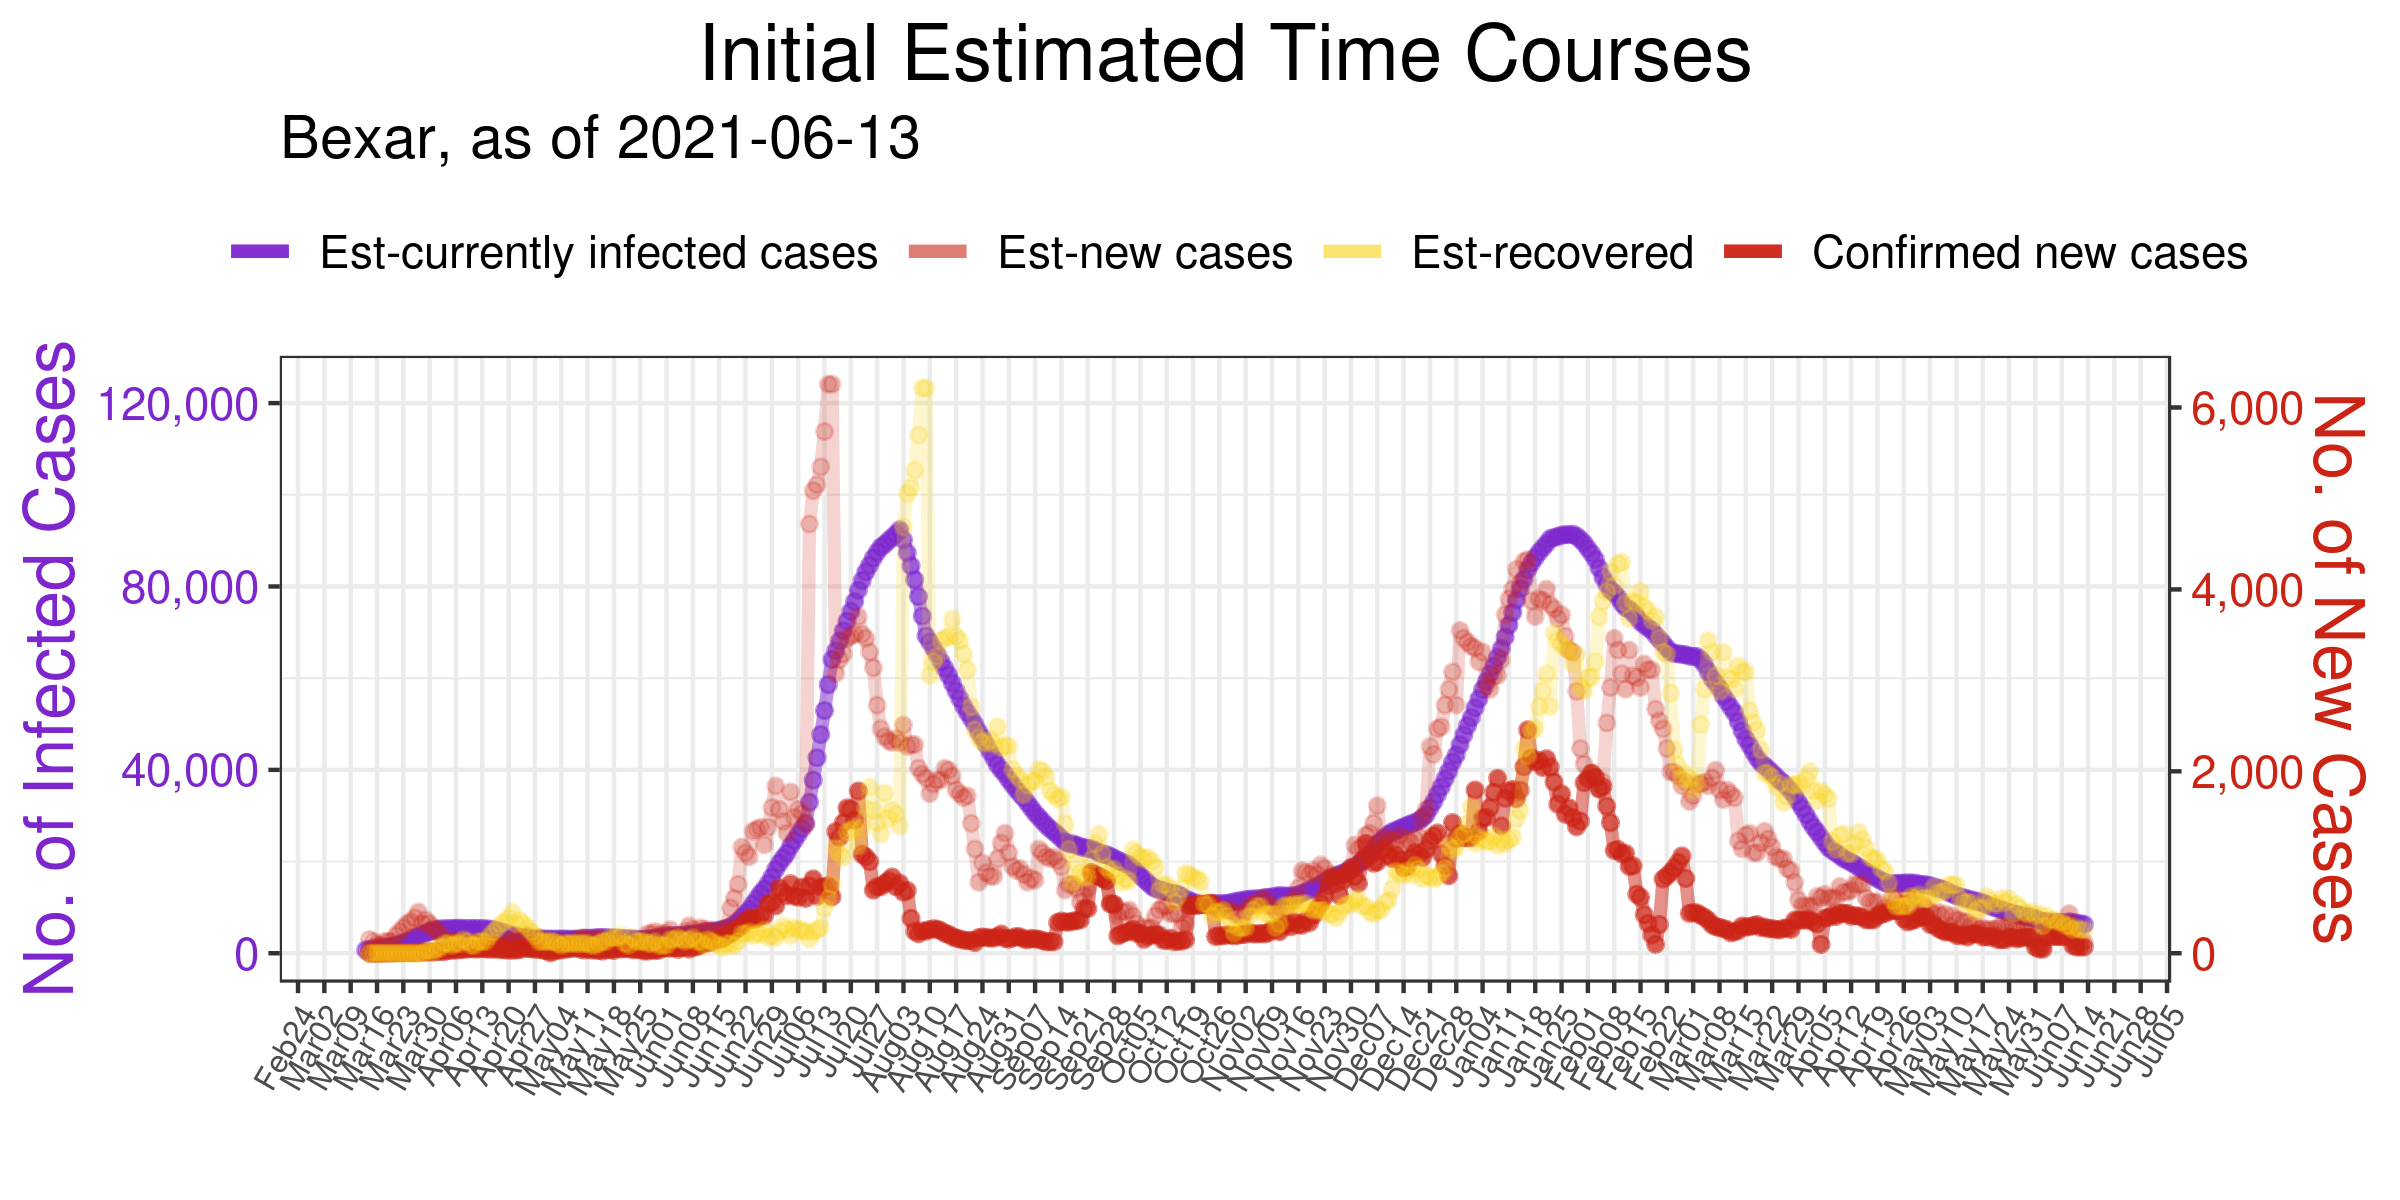 Initial Estimated Time Courses
Bexar, as of 2021-06-13
Est-currently infected cases
Est-new cases
Est-recovered
Confirmed new cases
No. of Infected Cases
120,000
80,000
40,000
0
6,000
4,000
2,000
0
No. of New Cases
Feb24
Mar02
Mar09
Mar16
Mar23
Mar30
Apr06
Apr13
Apr20
Apr27
May04
May11
May18
May25
Jun01
Jun08
Jun15
Jun22
Jun29
Jul06
Jul13
Jul20
Jul27
Aug03
Aug10
Aug17
Aug24
Aug31
Sep07
Sep14
Sep21
Sep28
Oct05
Oct12
Oct19
Oct26
Nov02
Nov09
Nov16
Nov23
Nov30
Dec07
Dec14
Dec21
Dec28
Jan04
Jan11
Jan18
Jan25
Feb01
Feb08
Feb15
Feb22
Mar01
Mar08
Mar15
Mar22
Mar29
Apr05
Apr12
Apr19
Apr26
May03
May10
May17
May24
May31
Jun07
Jun14
Jun21
Jun28
Jul05